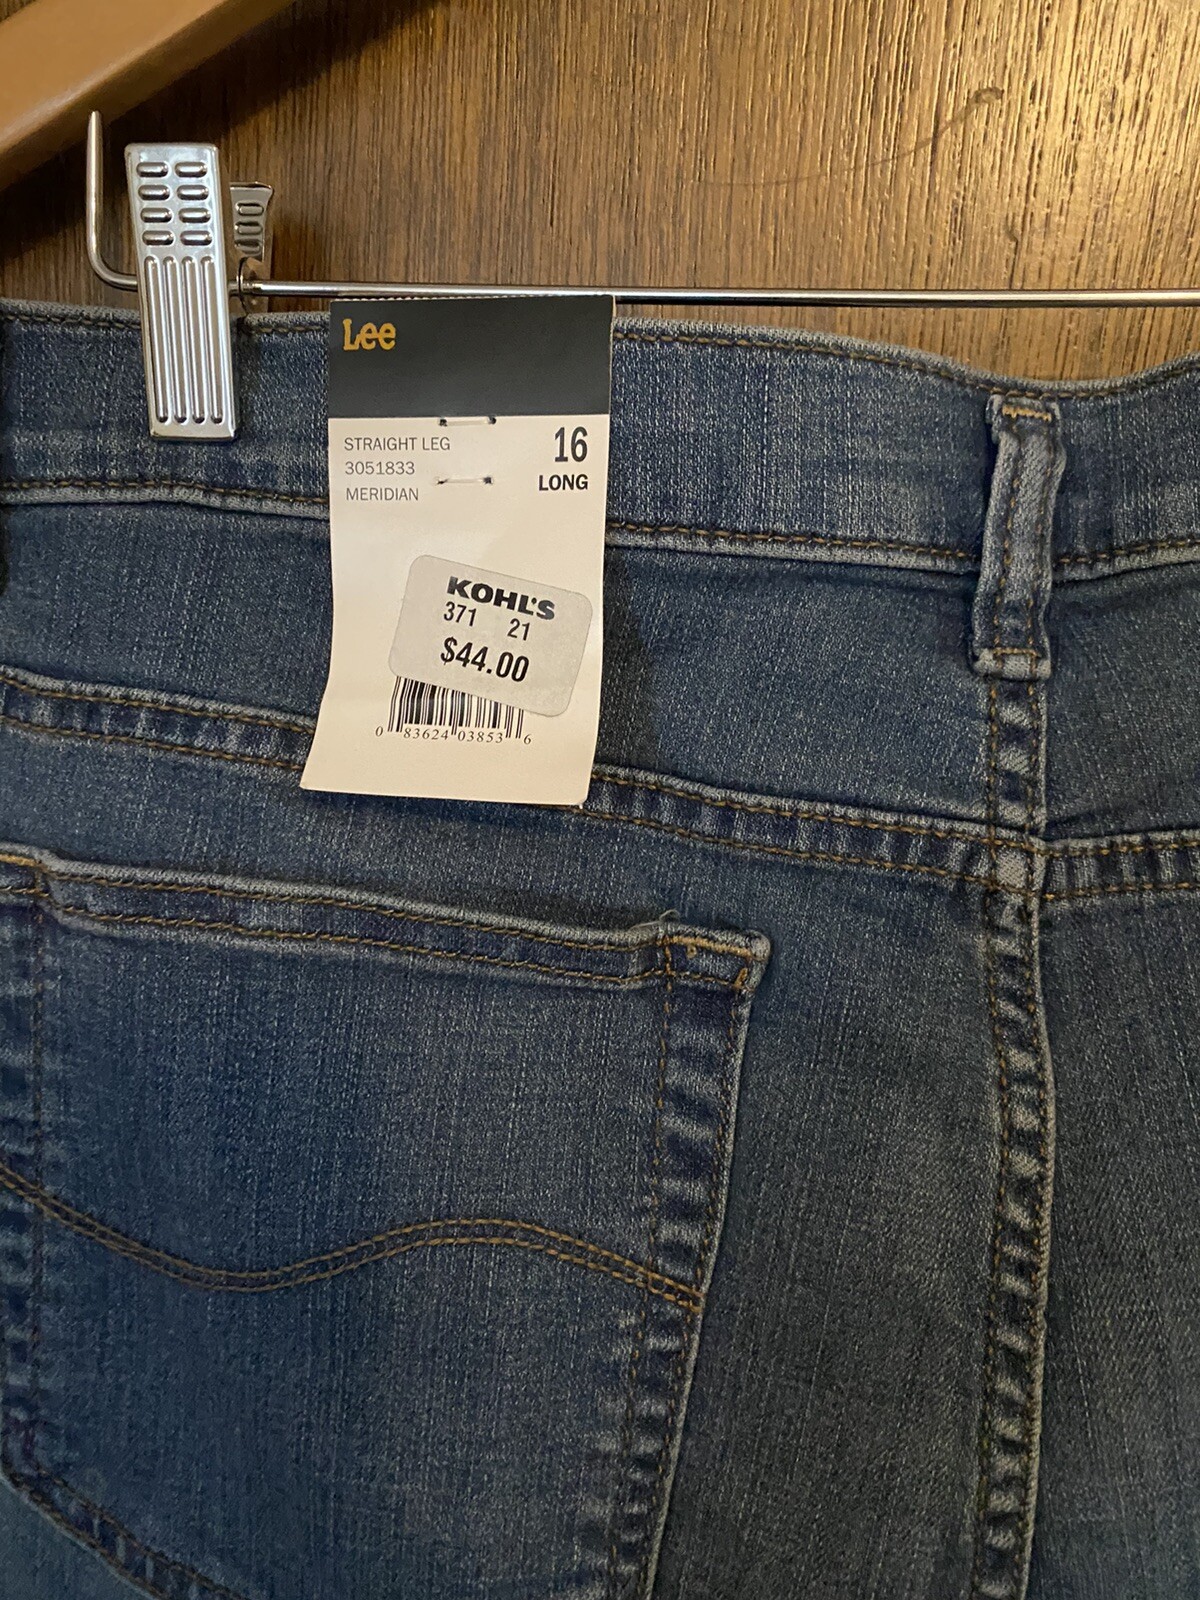 Lee
STRAIGHT LEG
3051833
MERIDIAN
16
LONG
KOHL'S
371 21
$44.00
0 83624 03853 6